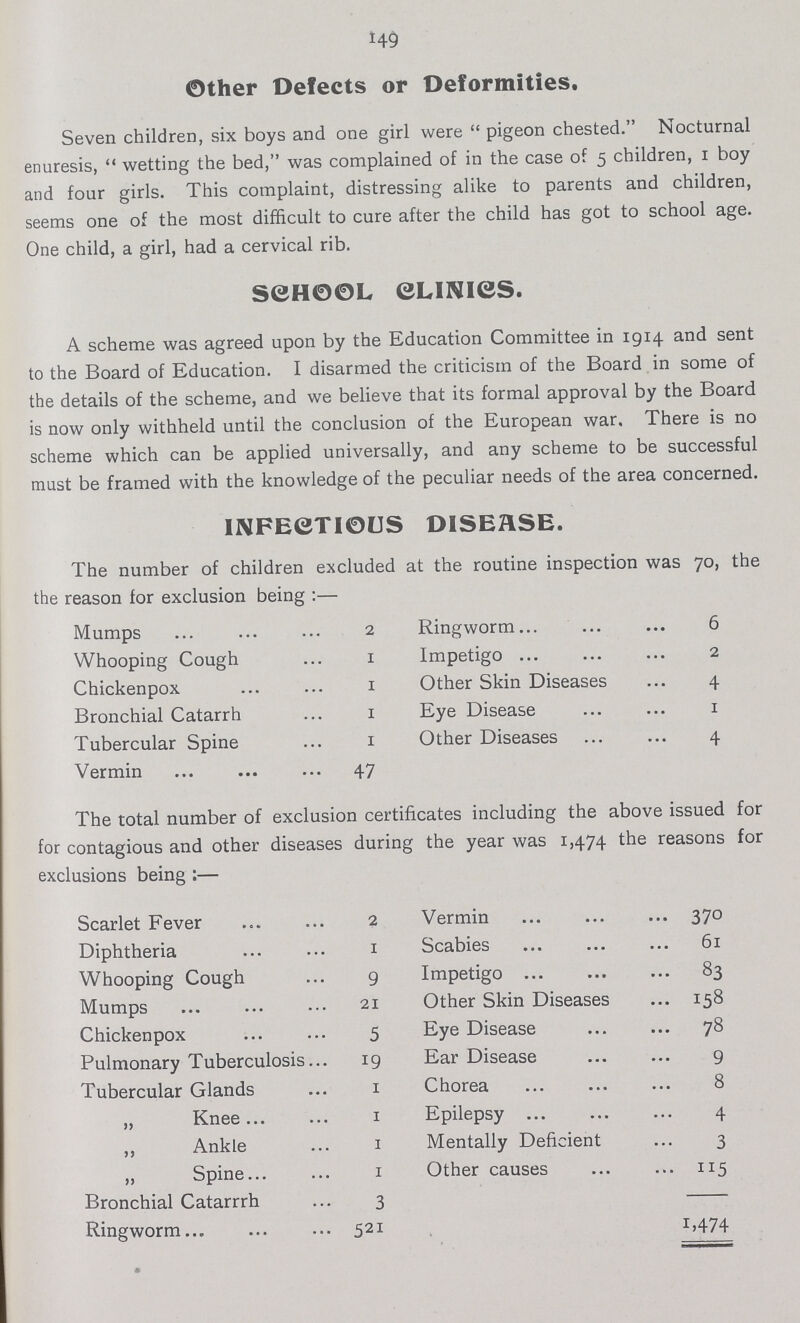 149
Other Defects or Deformities.
Seven children, six boys and one girl were “ pigeon chested.” Nocturnal
enuresis, “ wetting the bed,” was complained of in the case of 5 children, 1 boy
and four girls. This complaint, distressing alike to parents and children,
seems one of the most difficult to cure after the child has got to school age.
One child, a girl, had a cervical rib.
SCHOOL CLINICS.
A scheme was agreed upon by the Education Committee in 1914 and sent
to the Board of Education. I disarmed the criticism of the Board in some of
the details of the scheme, and we believe that its formal approval by the Board
is now only withheld until the conclusion of the European war. There is no
scheme which can be applied universally, and any scheme to be successful
must be framed with the knowledge of the peculiar needs of the area concerned.
INFECTIOUS DISEASE.
The number of children excluded at the routine inspection was 70, the
the reason for exclusion being :—
Mumps ... ... ... 2
Whooping Cough ... 1
Chickenpox ... ... 1
Bronchial Catarrh ... 1
Tubercular Spine ... 1
Vermin ... ... ... 47
Ringworm... ... ... 6
Impetigo ... ... ... 2
Other Skin Diseases ... 4
Eye Disease ... ... 1
Other Diseases ... ... 4
The total number of exclusion certificates including the above issued for
for contagious and other diseases during the year was 1,474 the reasons for
exclusions being :—
Scarlet Fever ... ... 2
Diphtheria ... ... 1
Whooping Cough ... 9
Mumps ... ... ... 21
Chickenpox ... ... 5
Pulmonary Tuberculosis... 19
Tubercular Glands ... 1
„ Knee ... ... 1
„ Ankle ... 1
„ Spine... ... 1
Bronchial Catarrrh ... 3
Ringworm... ... ... 521
Vermin ... ... ... 370
Scabies ... ... ... 61
Impetigo ... ... ... 83
Other Skin Diseases ... 158
Eye Disease ... ... 78
Ear Disease ... ... 9
Chorea ... ... ... 8
Epilepsy ... ... ... 4
Mentally Deficient ... 3
Other causes ... ... 115
1,474